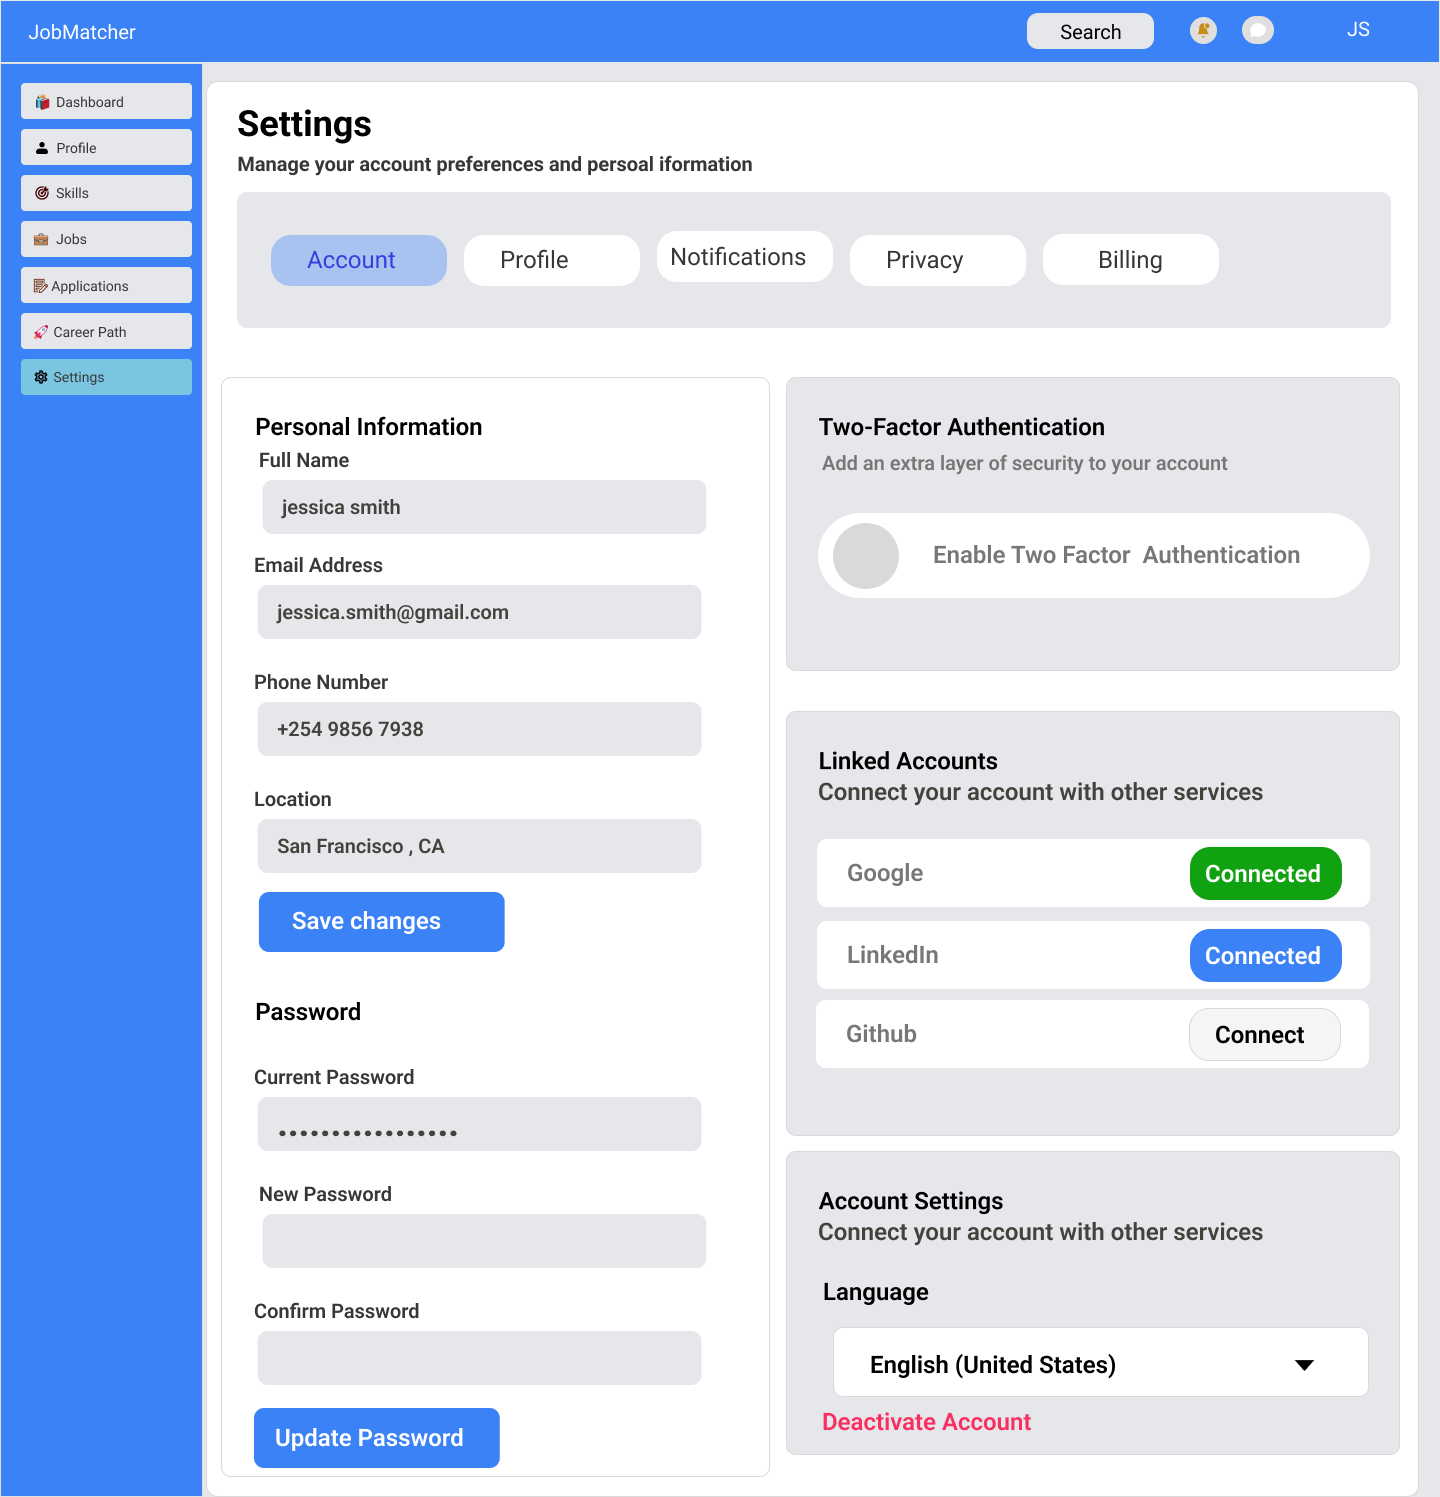 JobMatcher
Search
JS
Dashboard
Profile
Skills
Jobs
Applications
Career Path
Settings
Settings
Manage your account preferences and persoal iformation
Account
Profile
Notifications
Privacy
Billing
Personal Information
Full Name
jessica smith
Email Address
jessica.smith@gmail.com
Phone Number
+254 9856 7938
Location
San Francisco , CA
Save changes
Password
Current Password
•••••••••••••••••
New Password
Confirm Password
Update Password
Two-Factor Authentication
Add an extra layer of security to your account
Enable Two Factor  Authentication
Linked Accounts
Connect your account with other services
Google
Connected
LinkedIn
Connected
Github
Connect
Account Settings
Connect your account with other services
Language
English (United States)
Deactivate Account